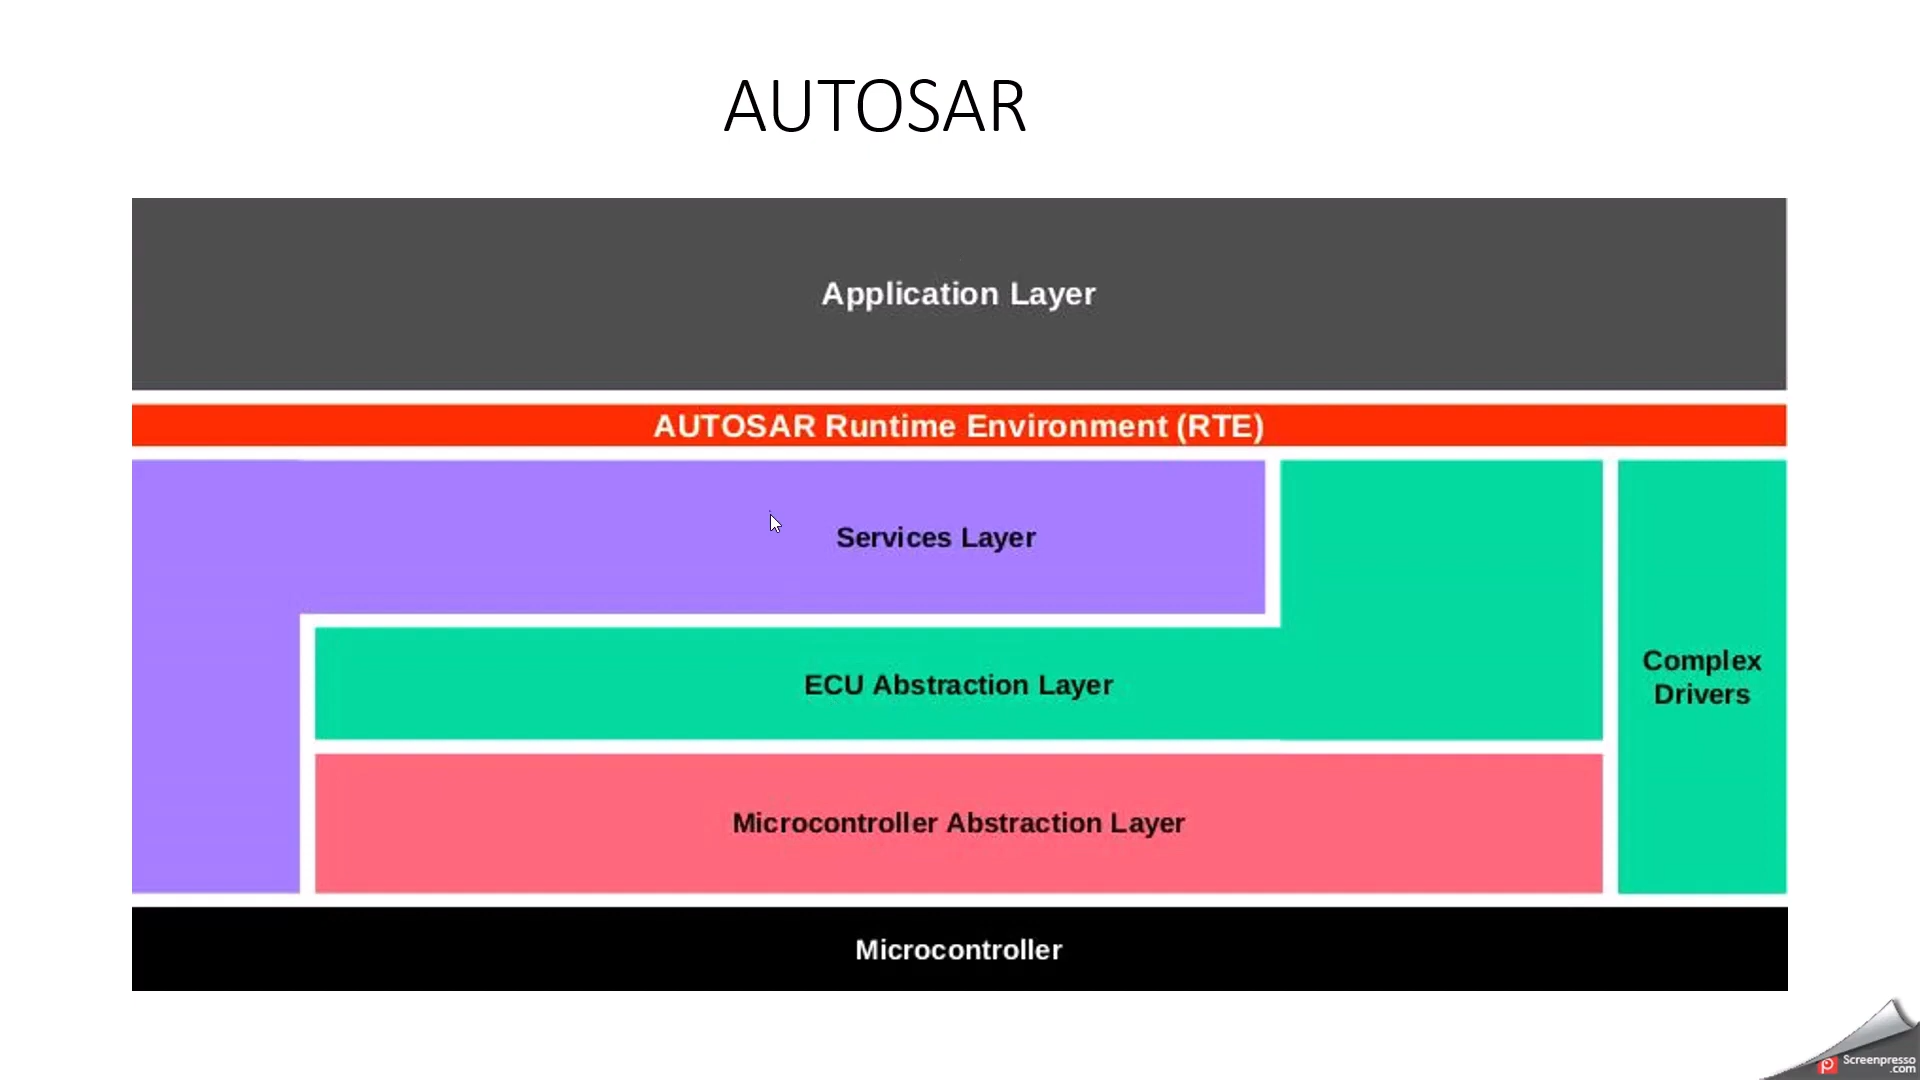 AUTOSAR
Application Layer
AUTOSAR Runtime Environment (RTE)
Services Layer
ECU Abstraction Layer
Complex
Drivers
Microcontroller Abstraction Layer
Microcontroller
Screenpresso
.com